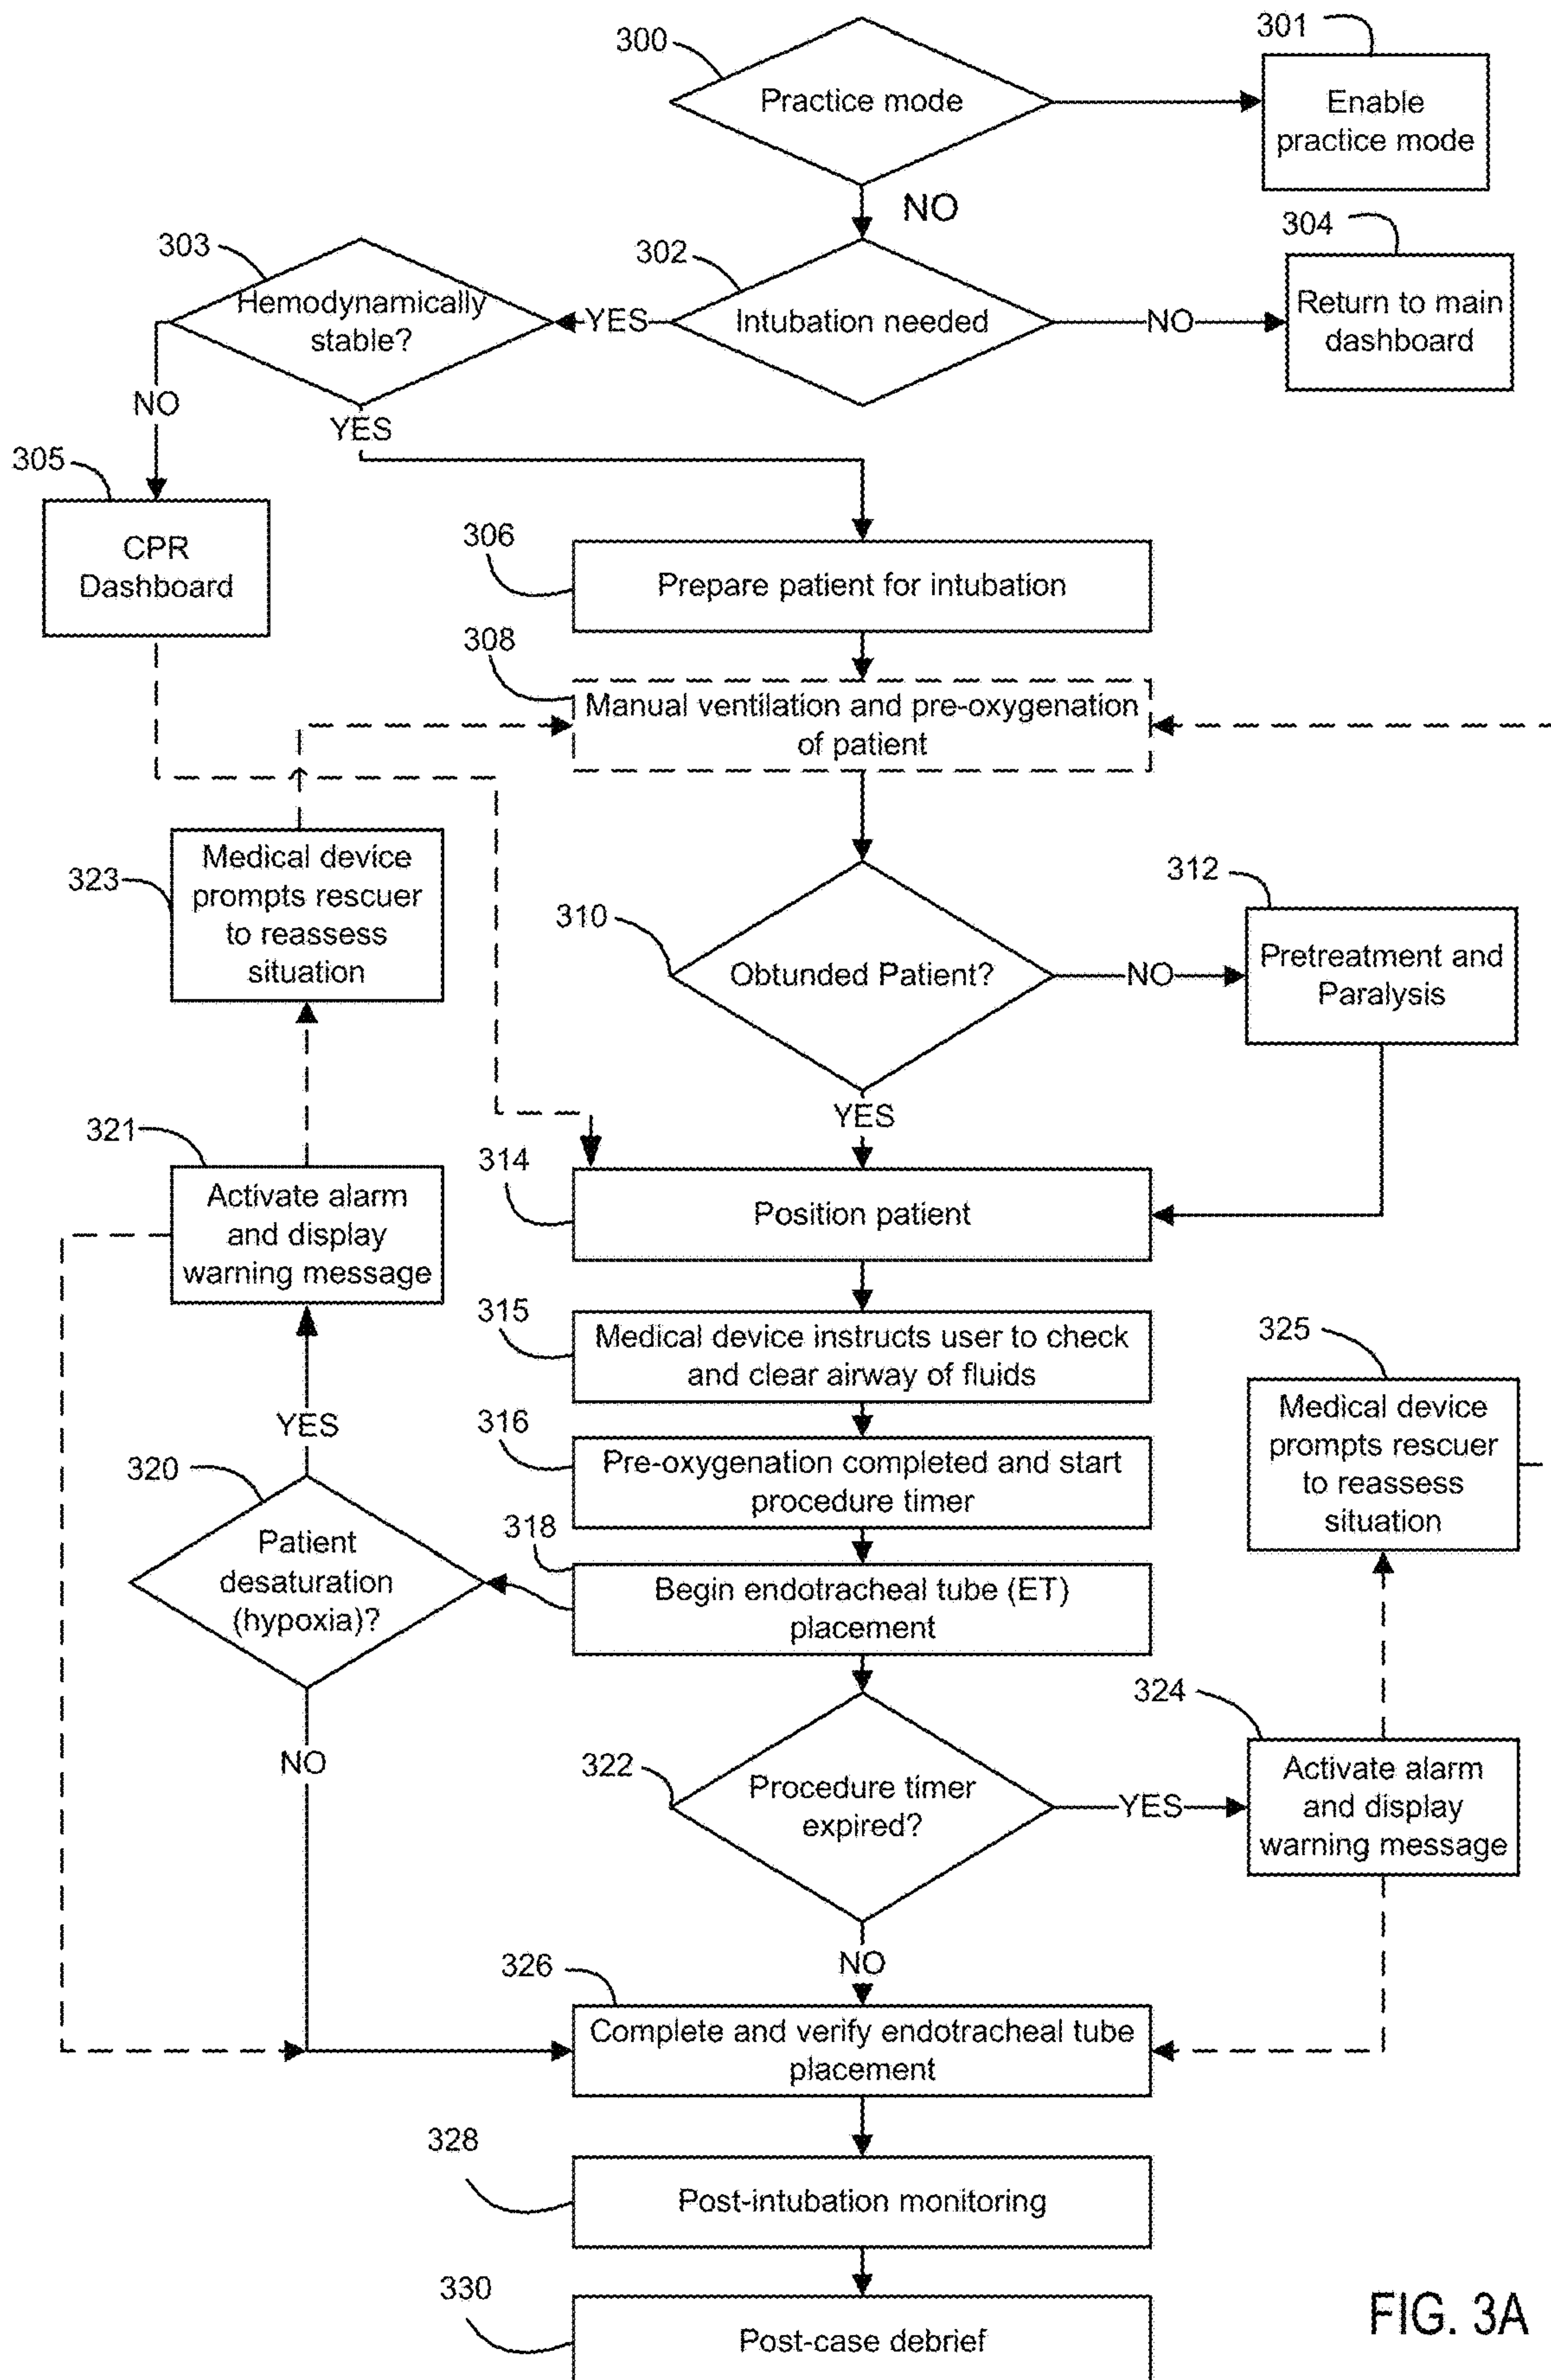 300
Practice mode
301
Enable
practice mode
NO
303
Hemodynamically
stable?
YES
302
Intubation needed
NO
304
Return to main
dashboard
NO
YES
305
CPR
Dashboard
306
Prepare patient for intubation
308
Manual ventilation and pre-oxygenation
of patient
323
Medical device
prompts rescuer
to reassess
situation
310
Obtunded Patient?
NO
312
Pretreatment and
Paralysis
YES
321
Activate alarm
and display
warning message
314
Position patient
315
Medical device instructs user to check
and clear airway of fluids
325
Medical device
prompts rescuer
to reassess
situation
YES
316
Pre-oxygenation completed and start
procedure timer
320
Patient
desaturation
(hypoxia)?
318
Begin endotracheal tube (ET)
placement
NO
322
Procedure timer
expired?
YES
324
Activate alarm
and display
warning message
NO
326
Complete and verify endotracheal tube
placement
328
Post-intubation monitoring
330
Post-case debrief
FIG. 3A